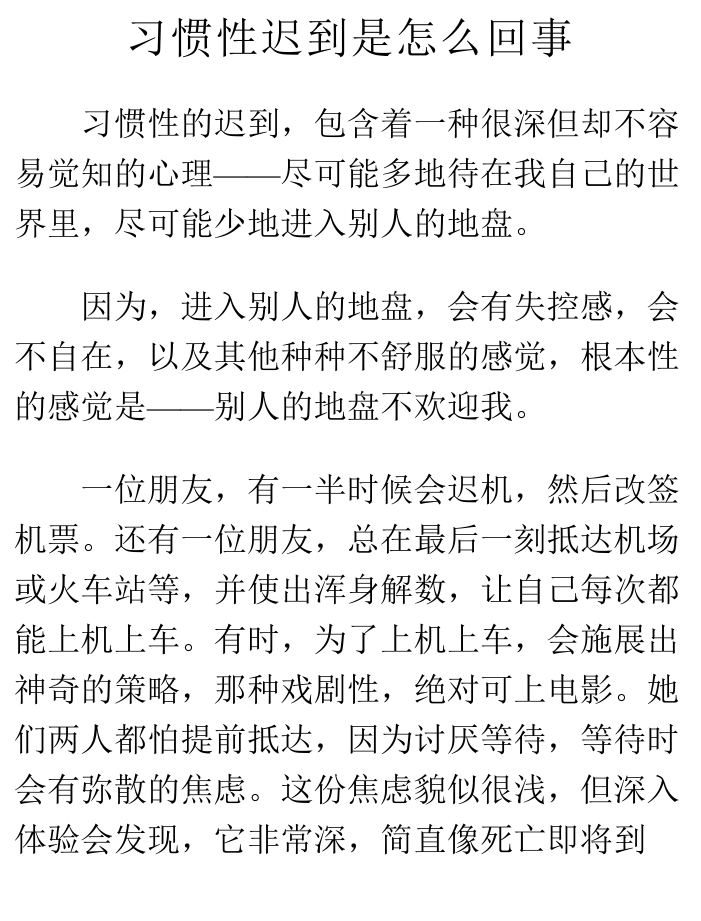 习惯性迟到是怎么回事
习惯性的迟到，包含着一种很深但却不容
易觉知的心理——尽可能多地待在我自己的世
界里，尽可能少地进入别人的地盘。
因为，进入别人的地盘，会有失控感，会
不自在，以及其他种种不舒服的感觉，根本性
的感觉是——别人的地盘不欢迎我。
一位朋友，有一半时候会迟机，然后改签
机票。还有一位朋友，总在最后一刻抵达机场
或火车站等，并使出浑身解数，让自己每次都
能上机上车。有时，为了上机上车，会施展出
神奇的策略，那种戏剧性，绝对可上电影。她
们两人都怕提前抵达，因为讨厌等待，等待时
会有弥散的焦虑。这份焦虑貌似很浅，但深入
体验会发现，它非常深，简直像死亡即将到